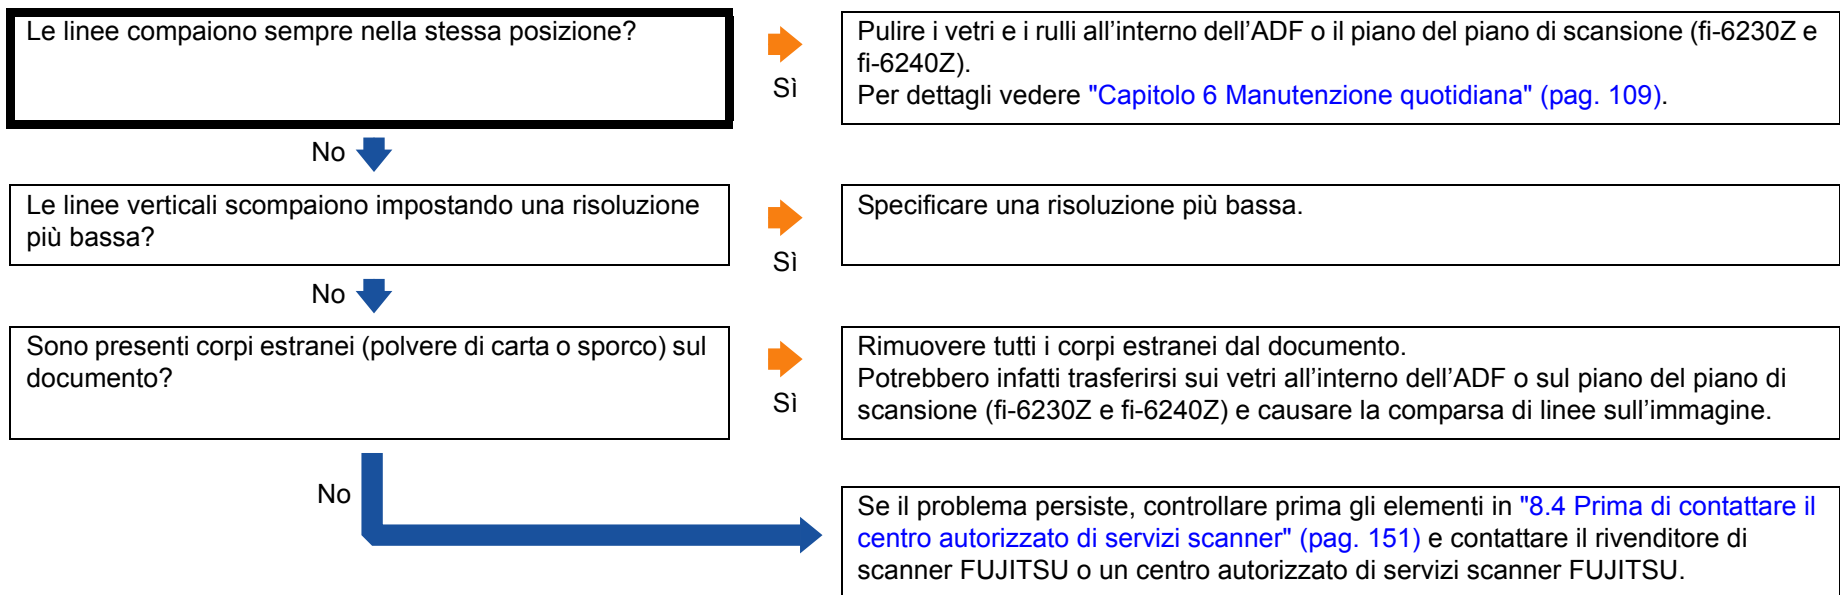 Le linee compaiono sempre nella stessa posizione?
Sì
Pulire i vetri e i rulli all’interno dell’ADF o il piano del piano di scansione (fi-6230Z e
fi-6240Z).
Per dettagli vedere "Capitolo 6 Manutenzione quotidiana" (pag. 109).
No
Le linee verticali scompaiono impostando una risoluzione
più bassa?
Sì
Specificare una risoluzione più bassa.
No
Sono presenti corpi estranei (polvere di carta o sporco) sul
documento?
Sì
Rimuovere tutti i corpi estranei dal documento.
Potrebbero infatti trasferirsi sui vetri all’interno dell’ADF o sul piano del piano di
scansione (fi-6230Z e fi-6240Z) e causare la comparsa di linee sull’immagine.
No
Se il problema persiste, controllare prima gli elementi in "8.4 Prima di contattare il
centro autorizzato di servizi scanner" (pag. 151) e contattare il rivenditore di
scanner FUJITSU o un centro autorizzato di servizi scanner FUJITSU.